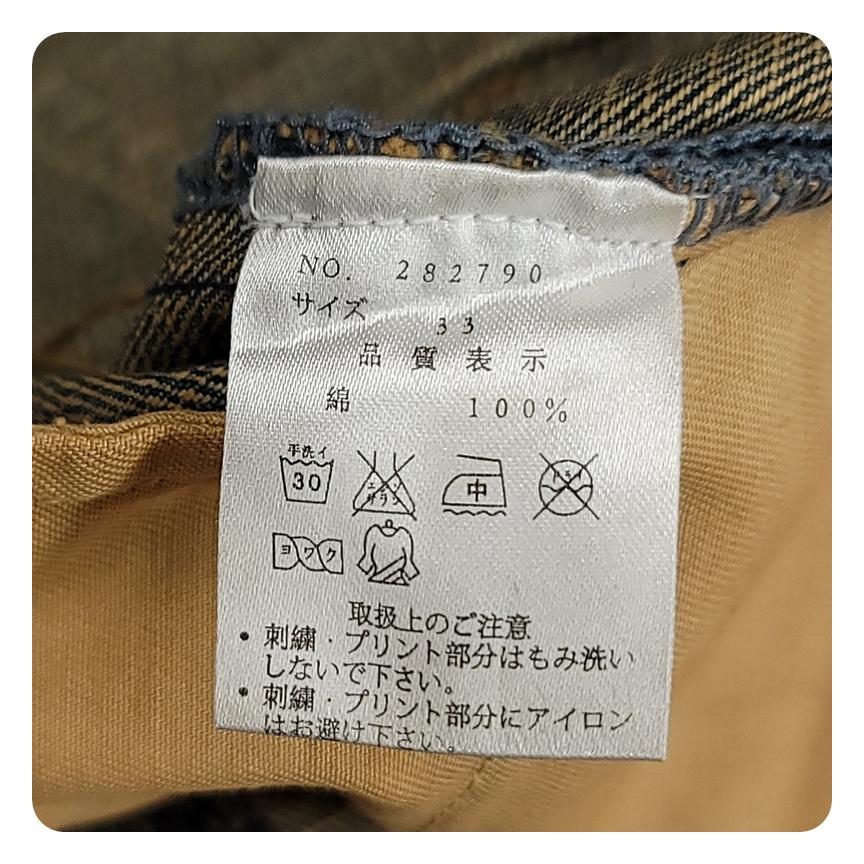 NO. 282790
サイズ
33
品質表示
綿 100%
手洗イ
30
エンソ
サラシ
中
ドライ
ヨワク
取扱上のご注意
• 刺繍・プリント部分はもみ洗い
しないで下さい。
• 刺繍・プリント部分にアイロン
はお避け下さい。